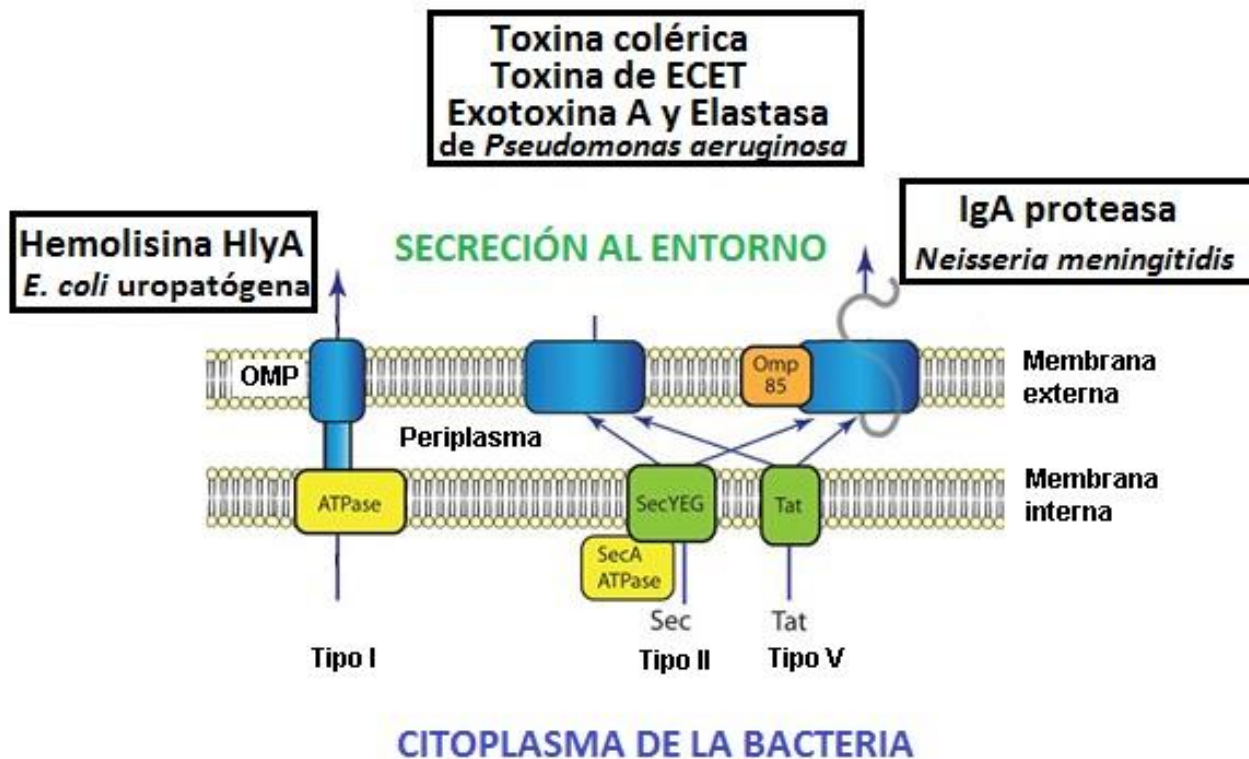 Toxina colérica
Toxina de ECET
Exotoxina A y Elastasa
de Pseudomonas aeruginosa
IgA proteasa
Neisseria meningitidis
Hemolisina HlyA
E. coli uropatógena
SECRECIÓN AL ENTORNO
OMP
Omp
85
Membrana
externa
Periplasma
ATPase
SecYEG
Tat
Membrana
interna
SecA
ATPase
Sec
Tat
Tipo I
Tipo II
Tipo V
CITOPLASMA DE LA BACTERIA